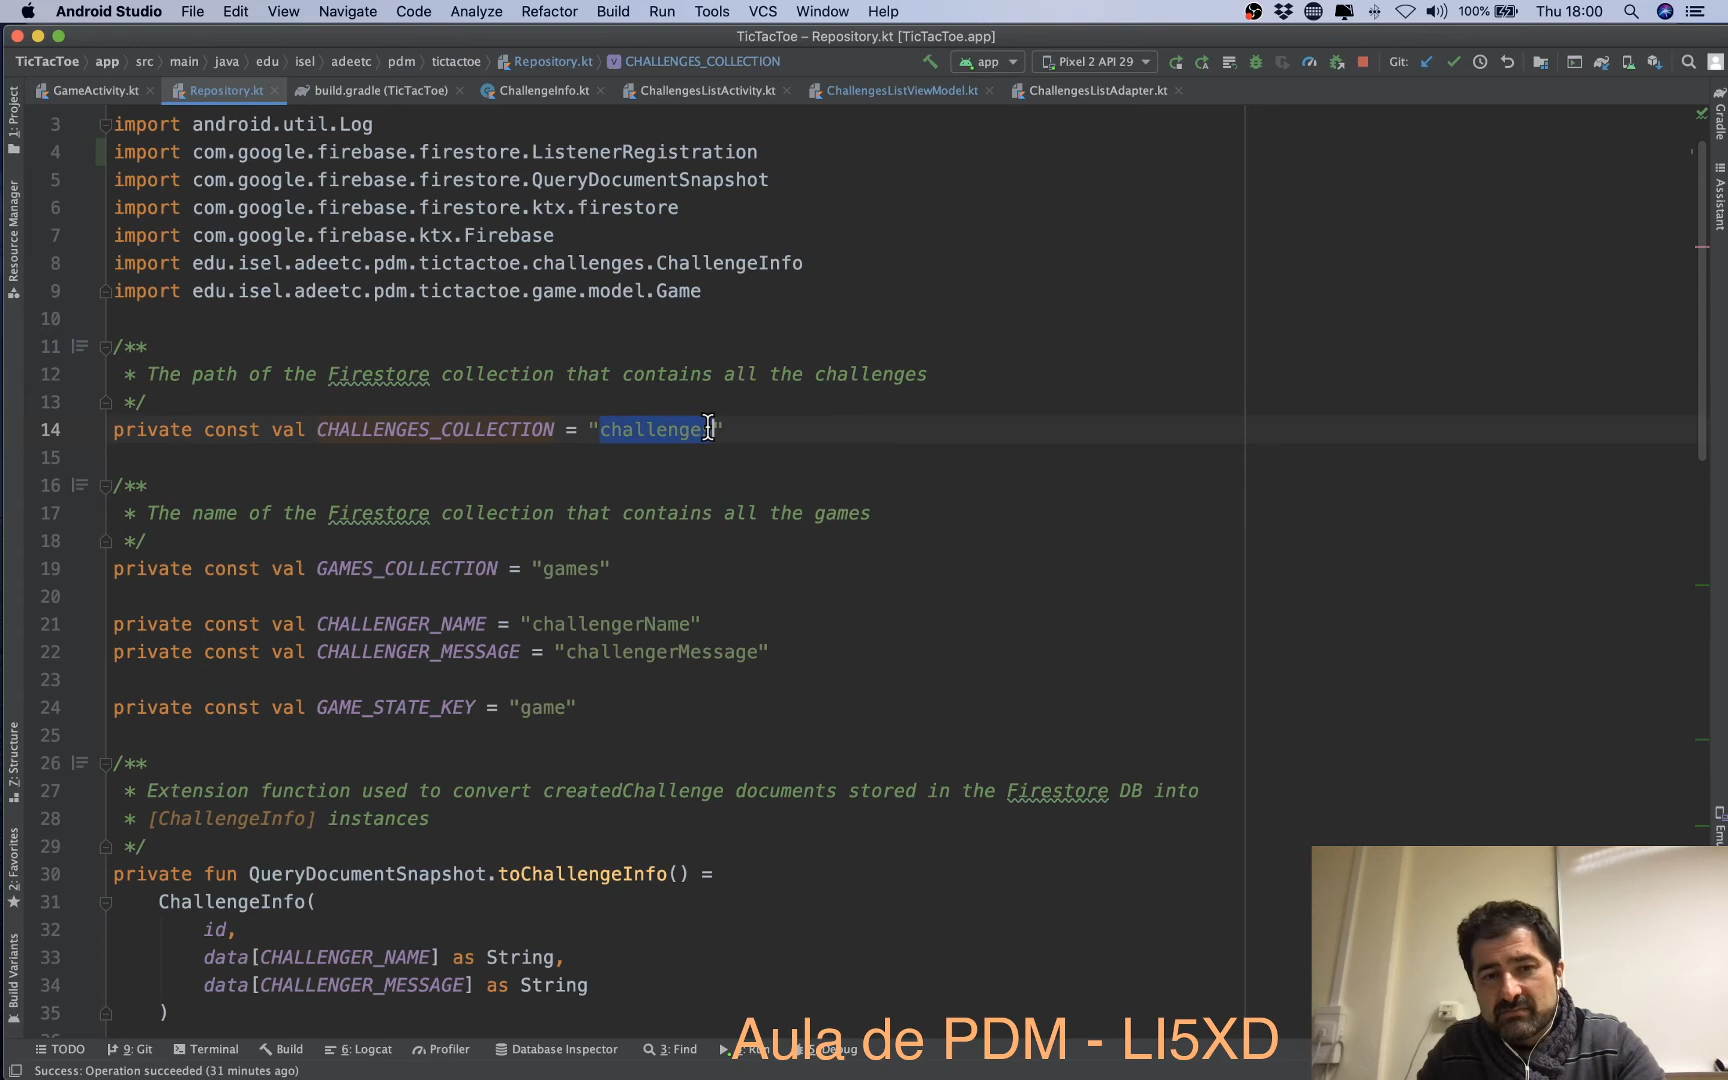 Android Studio File Edit View Navigate Code Analyze Refactor Build Run Tools VCS Window Help 100% Thu 18:00
TicTacToe – Repository.kt [TicTacToe.app]
TicTacToe app src main java edu isel adeetc pdm tictactoe Repository.kt CHALLENGES_COLLECTION app Pixel 2 API 29 Git:
GameActivity.kt Repository.kt build.gradle (TicTacToe) ChallengeInfo.kt ChallengesListActivity.kt ChallengesListViewModel.kt ChallengesListAdapter.kt
1: Project
Resource Manager
Z: Structure
2: Favorites
Build Variants
Gradle
Assistant
3 import android.util.Log
4 import com.google.firebase.firestore.ListenerRegistration
5 import com.google.firebase.firestore.QueryDocumentSnapshot
6 import com.google.firebase.firestore.ktx.firestore
7 import com.google.firebase.ktx.Firebase
8 import edu.isel.adeetc.pdm.tictactoe.challenges.ChallengeInfo
9 import edu.isel.adeetc.pdm.tictactoe.game.model.Game
10
11 /**
12 * The path of the Firestore collection that contains all the challenges
13 */
14 private const val CHALLENGES_COLLECTION = "challenges"
15
16 /**
17 * The name of the Firestore collection that contains all the games
18 */
19 private const val GAMES_COLLECTION = "games"
20
21 private const val CHALLENGER_NAME = "challengerName"
22 private const val CHALLENGER_MESSAGE = "challengerMessage"
23
24 private const val GAME_STATE_KEY = "game"
25
26 /**
27 * Extension function used to convert createdChallenge documents stored in the Firestore DB into
28 * [ChallengeInfo] instances
29 */
30 private fun QueryDocumentSnapshot.toChallengeInfo() =
31 ChallengeInfo(
32 id,
33 data[CHALLENGER_NAME] as String,
34 data[CHALLENGER_MESSAGE] as String
35 )
Aula de PDM - LI5XD
TODO 9: Git Terminal Build 6: Logcat Profiler Database Inspector 3: Find
Success: Operation succeeded (31 minutes ago)